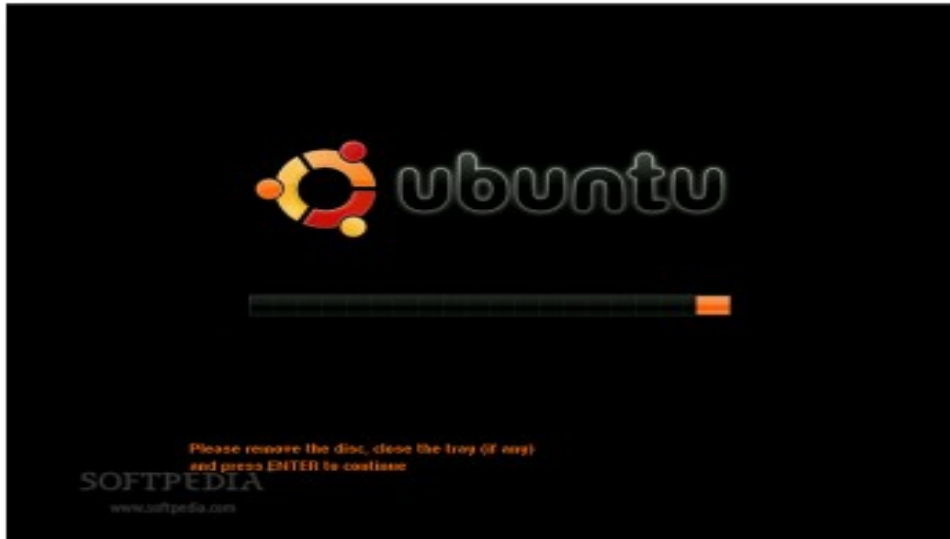 ubuntu
Please remove the disc, close the tray (if any)
and press ENTER to continue
SOFTPEDIA
www.softpedia.com